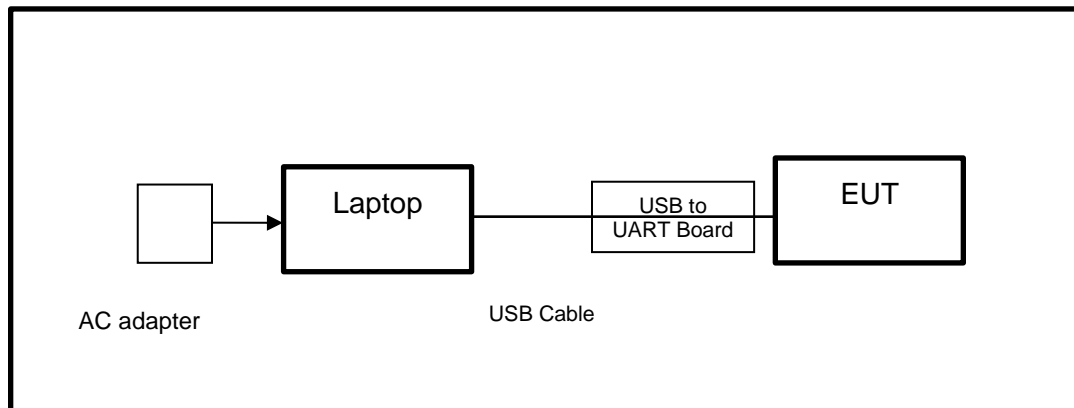 Laptop
USB to
UART Board
EUT
AC adapter
USB Cable